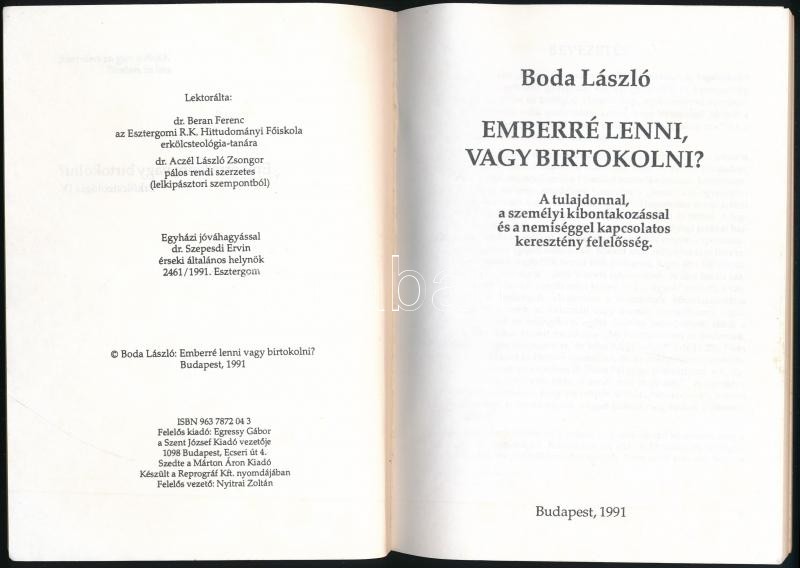 Lektorálta:
dr. Beran Ferenc
az Esztergomi R.K. Hittudományi Főiskola
erkölcsteológia-tanára
dr. Aczél László Zsongor
pálos rendi szerzetes
(lelkipásztori szempontból)
Egyházi jóváhagyással
dr. Szepesdi Ervin
érseki általános helynök
2461/1991. Esztergom
© Boda László: Emberré lenni vagy birtokolni?
Budapest, 1991
ISBN 963 7872 04 3
Felelős kiadó: Egressy Gábor
a Szent József Kiadó vezetője
1098 Budapest, Ecseri út 4.
Szedte a Márton Áron Kiadó
Készült a Reprográf Kft. nyomdájában
Felelős vezető: Nyitrai Zoltán
Boda László
EMBERRÉ LENNI,
VAGY BIRTOKOLNI?
A tulajdonnal,
a személyi kibontakozással
és a nemiséggel kapcsolatos
keresztény felelősség.
Budapest, 1991